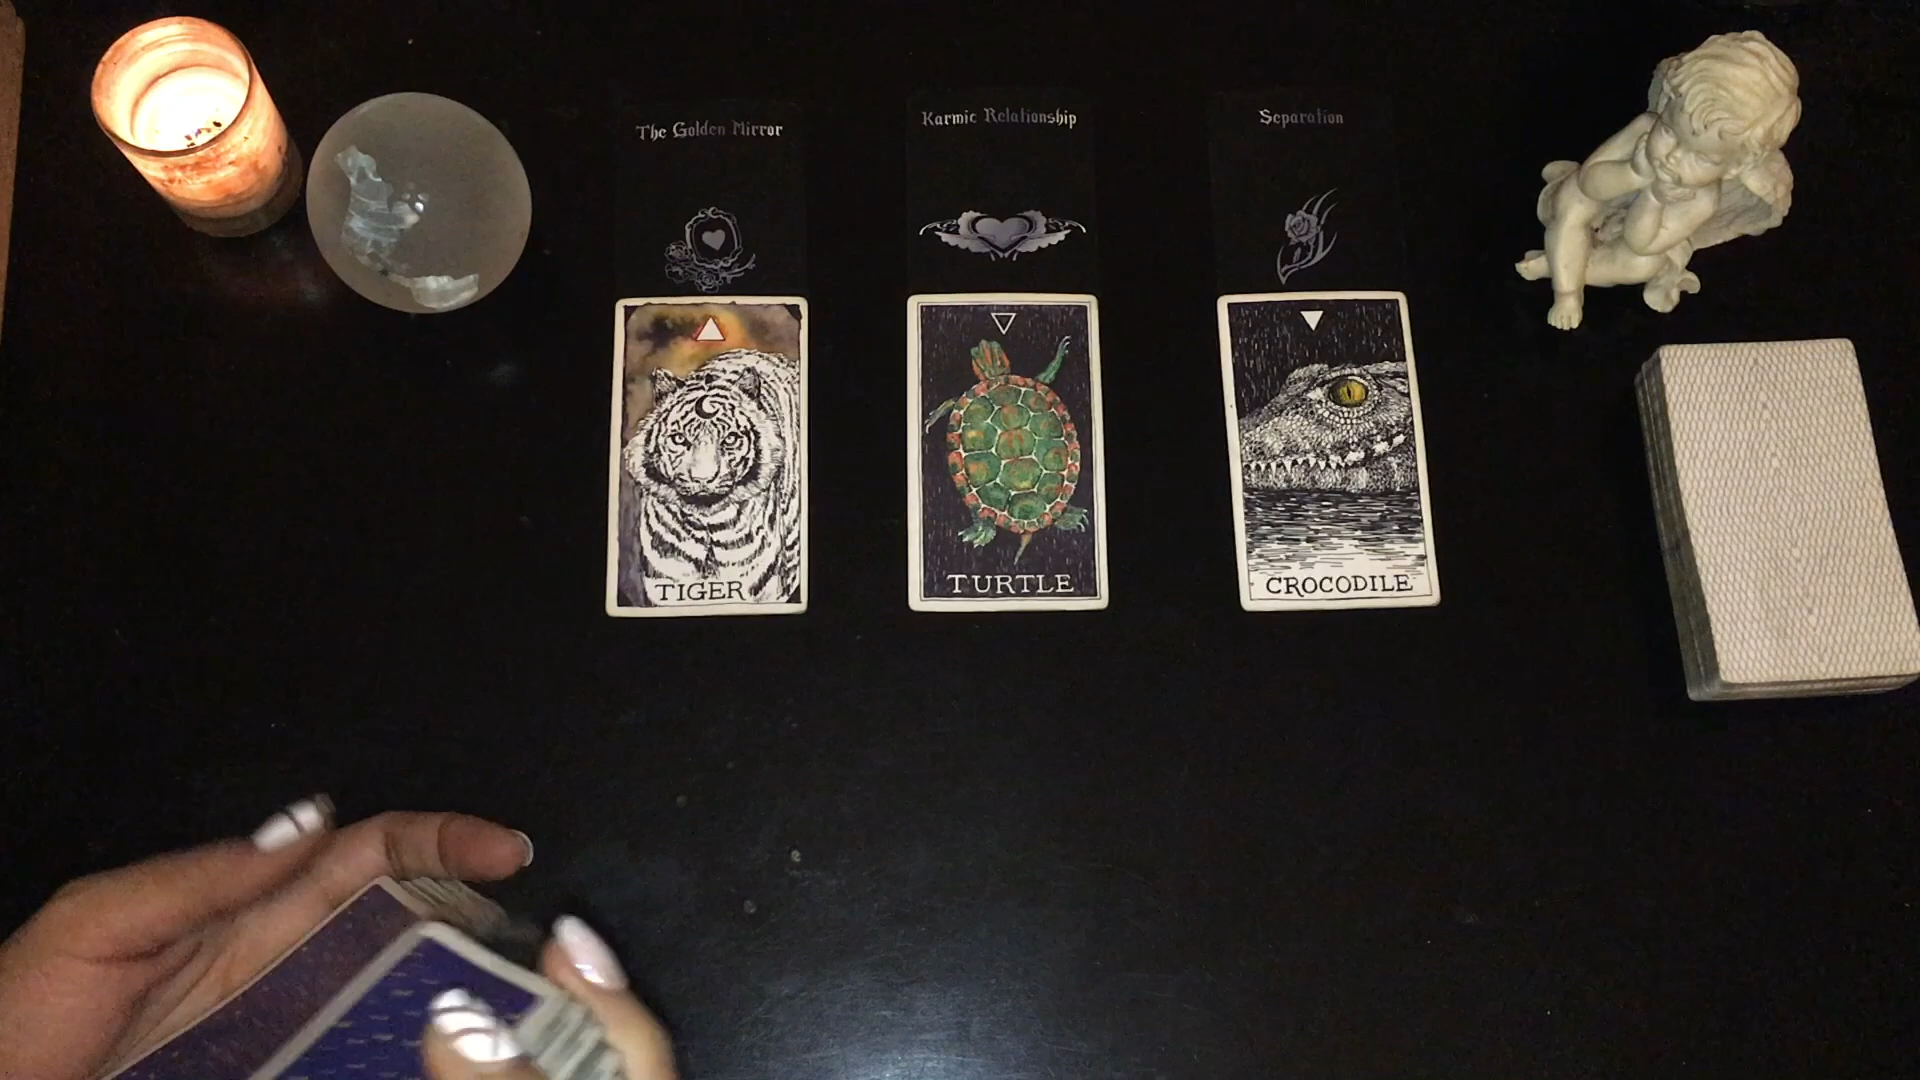 The Golden Mirror
Karmic Relationship
Separation
TIGER
TURTLE
CROCODILE